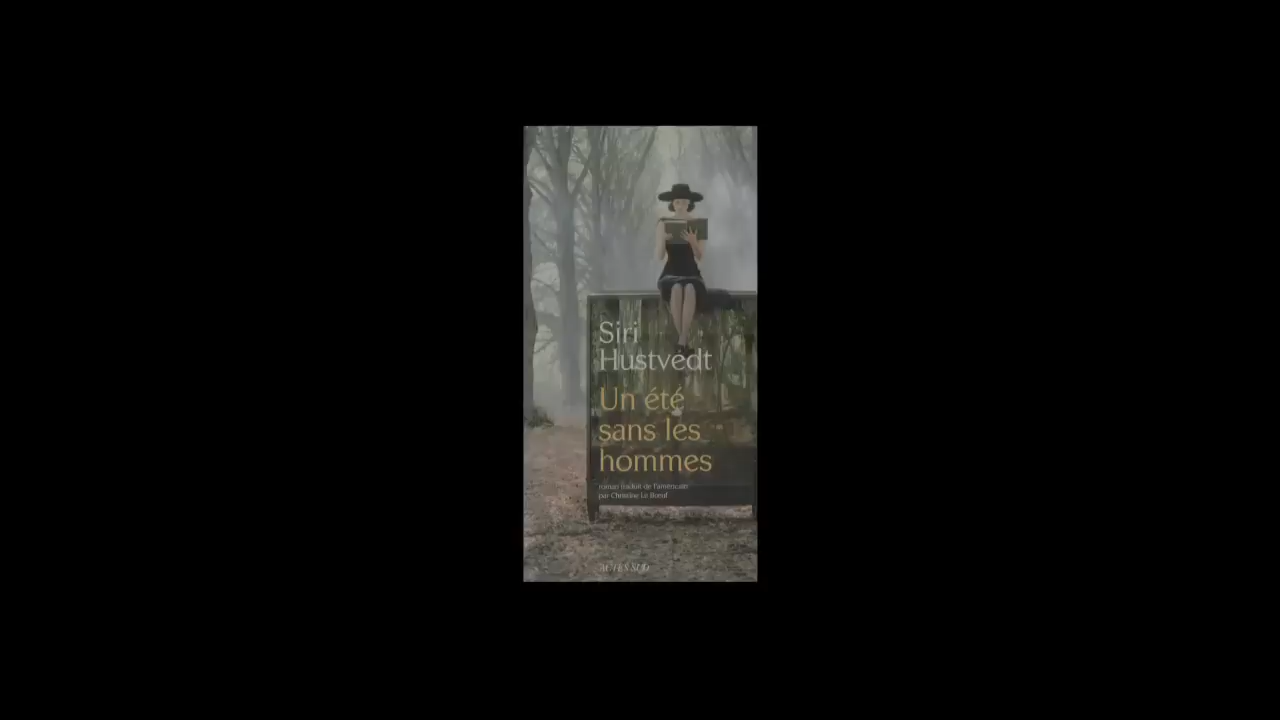 Siri
Hustvedt
Un été
sans les
hommes
roman traduit de l'américain
par Christine Le Bœuf
ACTES SUD